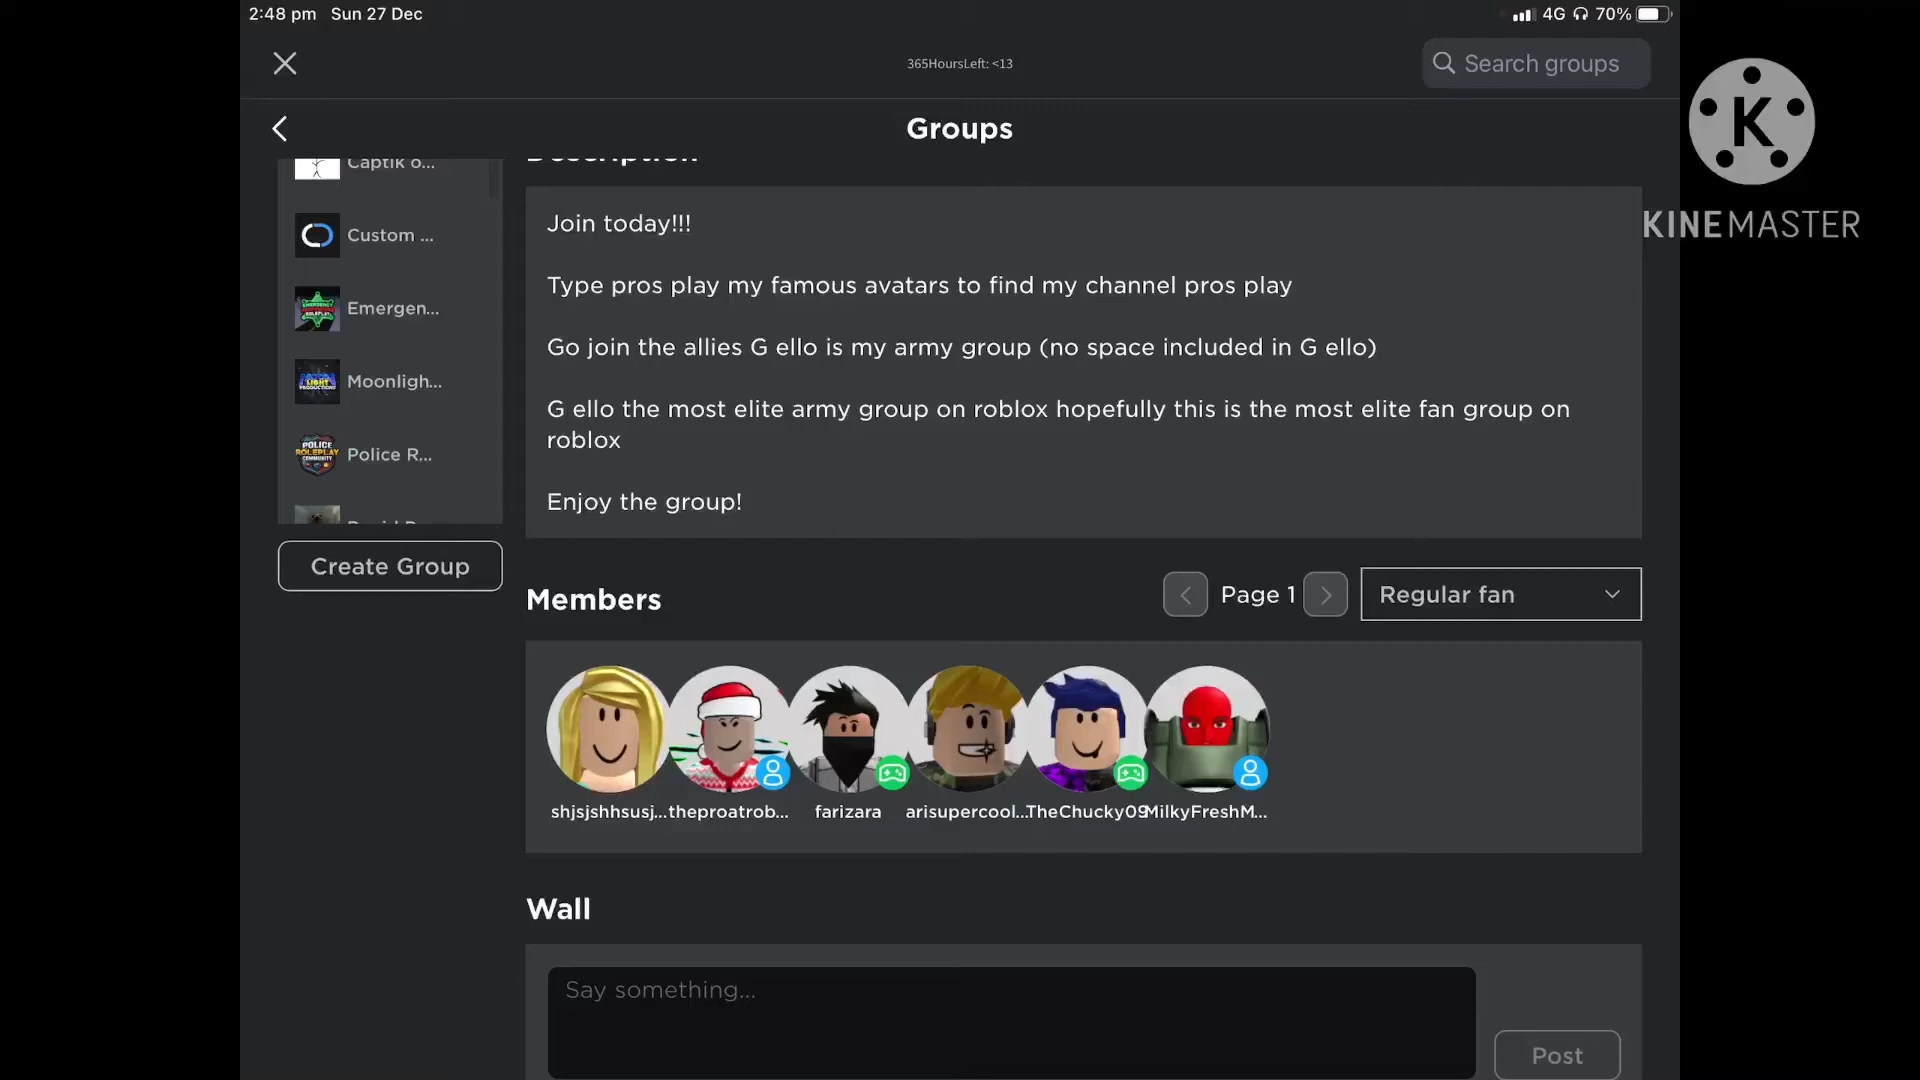 2:48 pm Sun 27 Dec
4G 70%
365HoursLeft: <13
Search groups
Groups
K
KINEMASTER
Captik o...
Custom ...
Emergen...
Moonligh...
Police R...
Create Group
Description
Join today!!!
Type pros play my famous avatars to find my channel pros play
Go join the allies G ello is my army group (no space included in G ello)
G ello the most elite army group on roblox hopefully this is the most elite fan group on
roblox
Enjoy the group!
Members
Page 1
Regular fan
shjsjshhsusj...
theproatrob...
farizara
arisupercool...
TheChucky09
MilkyFreshM...
Wall
Say something...
Post